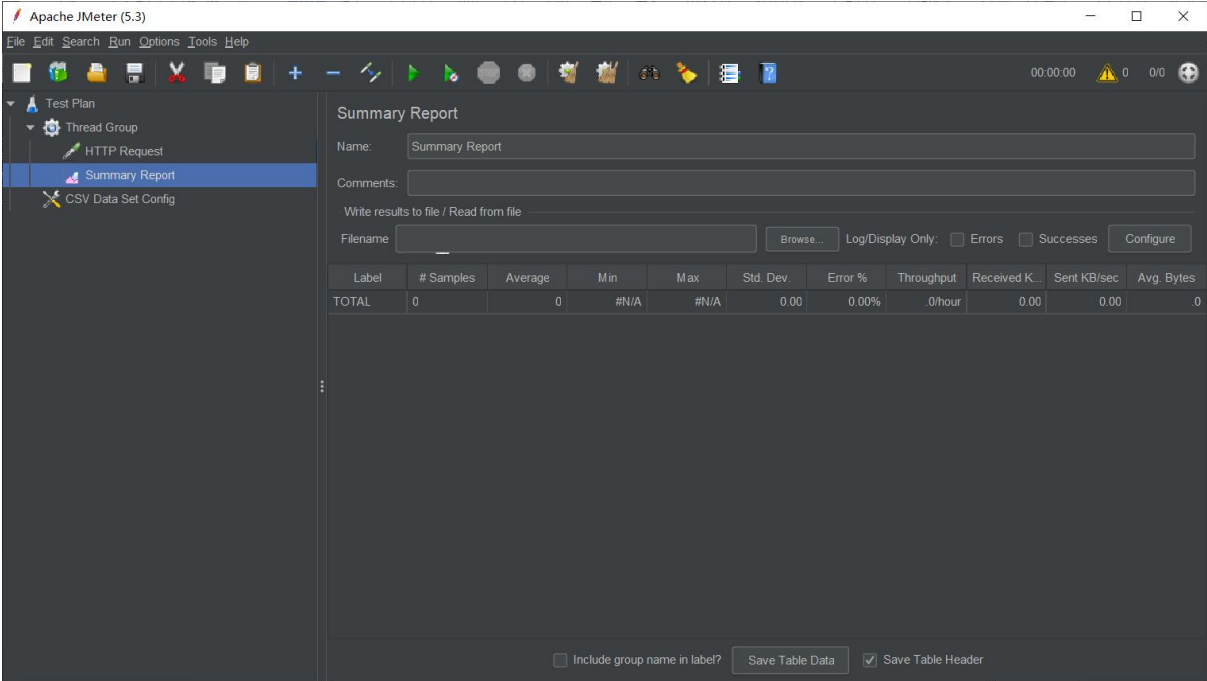 Apache JMeter (5.3)
File Edit Search Run Options Tools Help
00:00:00 0 0/0
Test Plan
Thread Group
HTTP Request
Summary Report
CSV Data Set Config
Summary Report
Name: Summary Report
Comments:
Write results to file / Read from file
Filename Browse... Log/Display Only: Errors Successes Configure
Label # Samples Average Min Max Std. Dev. Error % Throughput Received K... Sent KB/sec Avg. Bytes
TOTAL 0 0 #N/A #N/A 0.00 0.00% .0/hour 0.00 0.00 .0
Include group name in label? Save Table Data Save Table Header